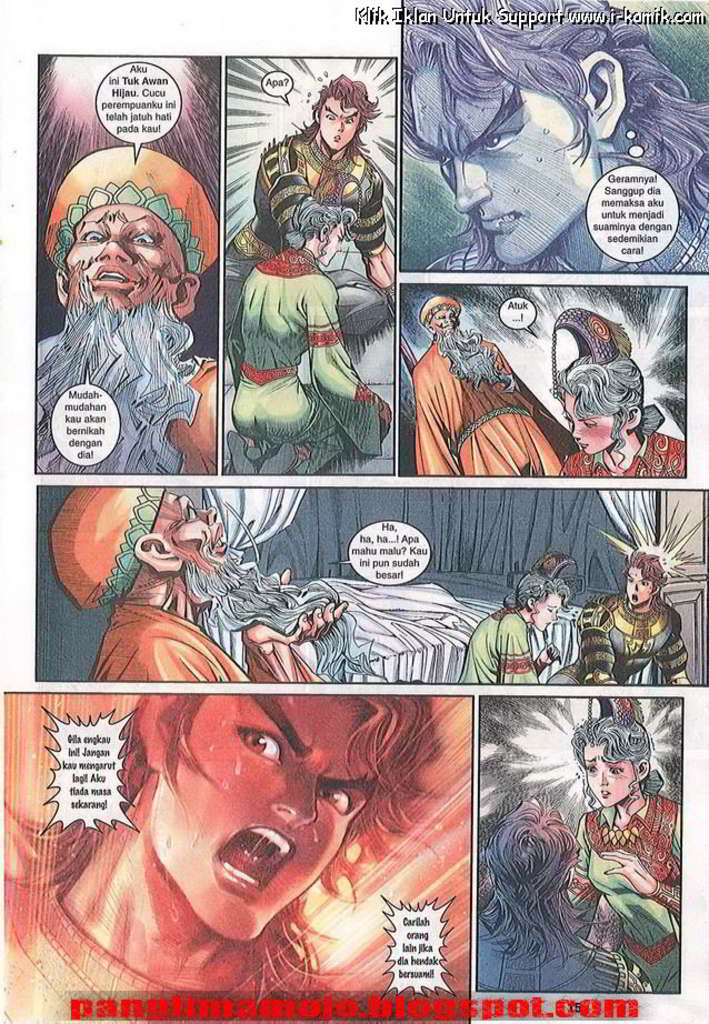 Klik Iklan Untuk Support www.i-komik.com
Aku
ini Tuk Awan
Hijau. Cucu
perempuanku ini
telah jatuh hati
pada kau!
Mudah-
mudahan
kau akan
bernikah
dengan
dia!
Apa?
Geramnya!
Sanggup dia
memaksa aku
untuk menjadi
suaminya dengan
sedemikian
cara!
Atuk
...!
Ha,
ha, ha...! Apa
mahu malu? Kau
ini pun sudah
besar!
Gila engkau
ini! Jangan
kau mengarut
lagi! Aku
tiada masa
sekarang!
Carilah
orang
lain jika
dia hendak
bersuami!
panglimamojo.blogspot.com